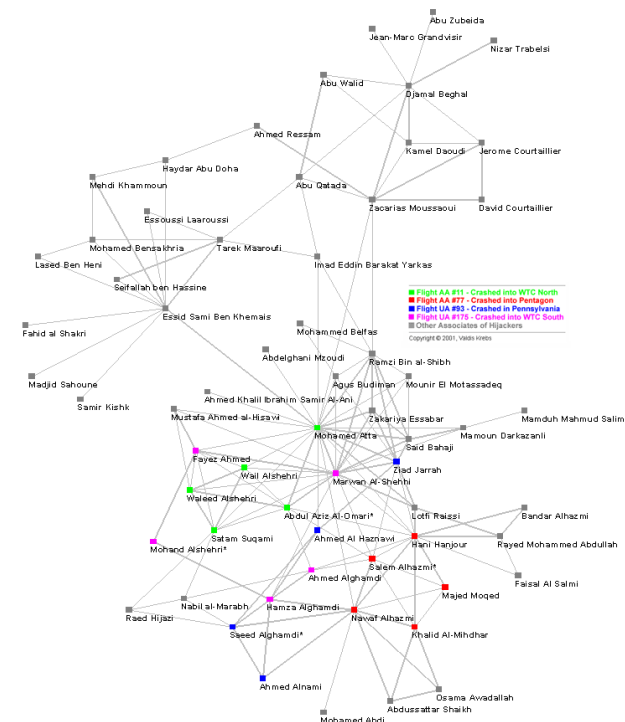 Abu Zubeida
Jean-Marc Grandvisir
Nizar Trabelsi
Abu Walid
Djamal Beghal
Ahmed Ressam
Kamel Daoudi
Jerome Courtaillier
Haydar Abu Doha
Mehdi Khammoun
Abu Qatada
Zacarias Moussaoui
David Courtaillier
Essoussi Laaroussi
Mohamed Bensakhria
Tarek Maaroufi
Lased Ben Heni
Imad Eddin Barakat Yarkas
Seifallah ben Hassine
Flight AA #11 - Crashed into WTC North
Flight AA #77 - Crashed into Pentagon
Flight UA #93 - Crashed in Pennsylvania
Flight UA #175 - Crashed into WTC South
Other Associates of Hijackers
Copyright © 2001, Valdis Krebs
Essid Sami Ben Khemais
Fahid al Shakri
Mohammed Belfas
Abdelghani Mzoudi
Ramzi Bin al-Shibh
Madjid Sahoune
Agus Budiman
Mounir El Motassadeq
Samir Kishk
Ahmed Khalil Ibrahim Samir Al-Ani
Mustafa Ahmed al-Hisawi
Zakariya Essabar
Mamduh Mahmud Salim
Mohamed Atta
Mamoun Darkazanli
Said Bahaji
Fayez Ahmed
Ziad Jarrah
Wail Alshehri
Marwan Al-Shehhi
Waleed Alshehri
Abdul Aziz Al-Omari*
Lotfi Raissi
Bandar Alhazmi
Satam Suqami
Ahmed Al Haznawi
Hani Hanjour
Rayed Mohammed Abdullah
Mohand Alshehri*
Salem Alhazmi*
Faisal Al Salmi
Ahmed Alghamdi
Majed Moqed
Nabil al-Marabh
Hamza Alghamdi
Raed Hijazi
Nawaf Alhazmi
Saeed Alghamdi*
Khalid Al-Mihdhar
Ahmed Alnami
Osama Awadallah
Abdussattar Shaikh
Mohamed Abdi